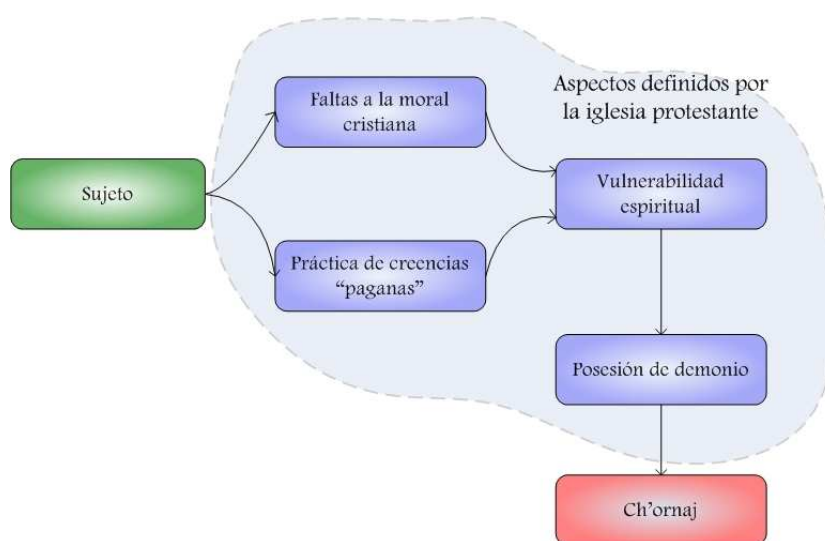 Faltas a la moral
cristiana
Aspectos definidos por
la iglesia protestante
Sujeto
Vulnerabilidad
espiritual
Práctica de creencias
“paganas”
Posesión de demonio
Ch’ornaj